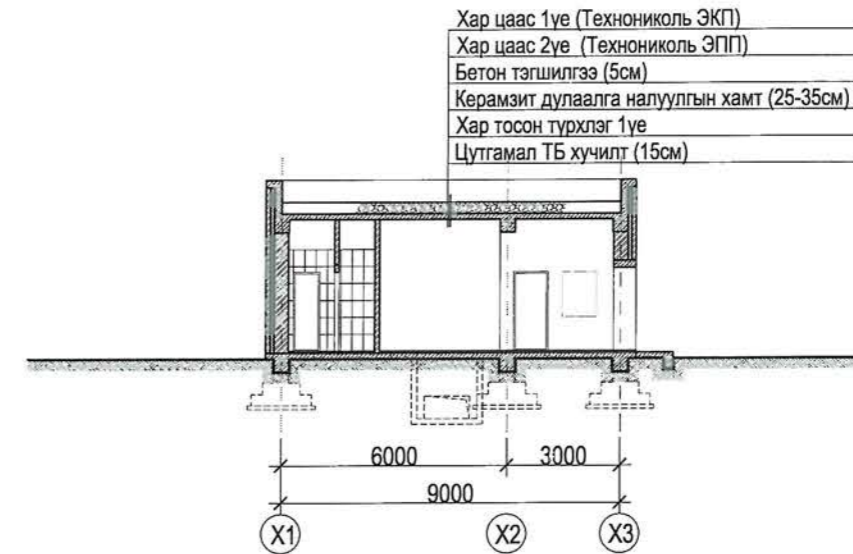 Хар цаас 1үе (Технониколь ЭКП)
Хар цаас 2үе (Технониколь ЭПП)
Бетон тэгшилгээ (5см)
Керамзит дулаалга налуулгын хамт (25-35см)
Хар тосон түрхлэг 1үе
Цутгамал ТБ хучилт (15см)
6000 3000
9000
X1 X2 X3